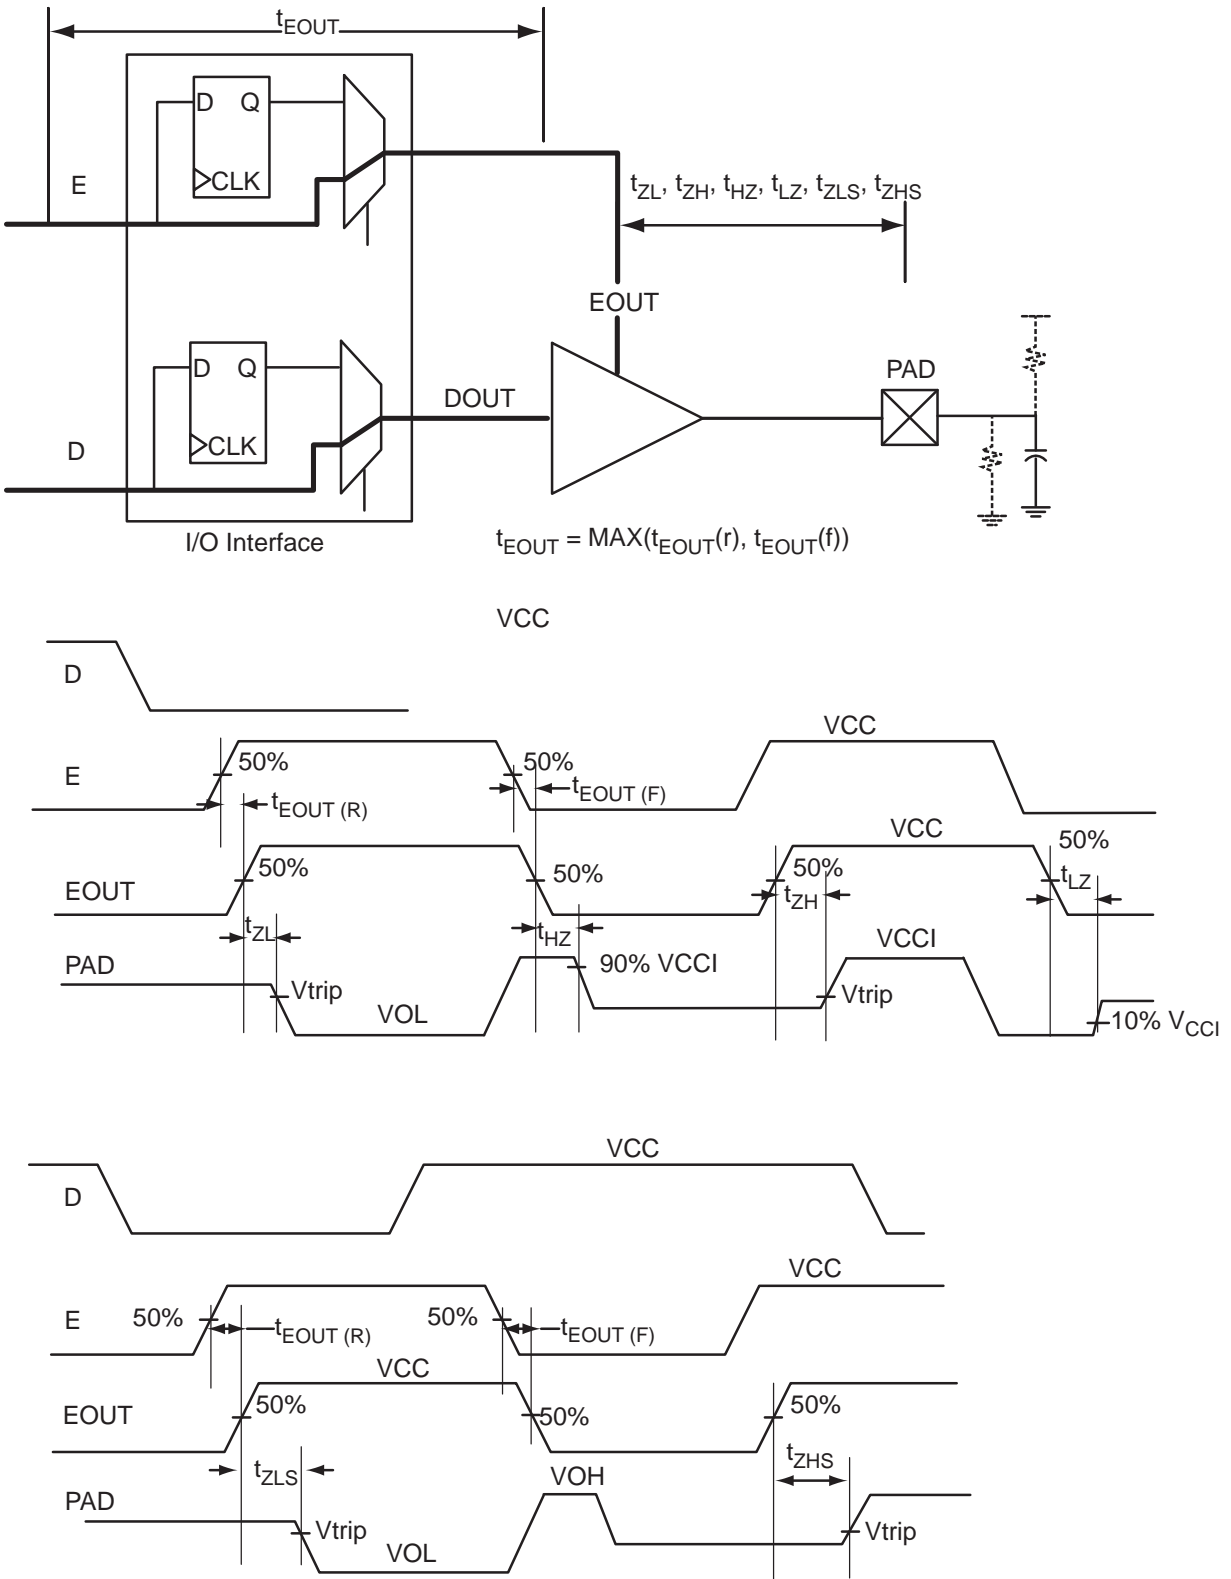 tEOUT
D Q
CLK
E
tZL, tZH, tHZ, tLZ, tZLS, tZHS
EOUT
D Q
CLK
DOUT
PAD
D
I/O Interface
tEOUT = MAX(tEOUT(r), tEOUT(f))
VCC
D
VCC
E
50%
50%
tEOUT (R)
tEOUT (F)
VCC
50%
EOUT
50%
50%
50%
tZL
tHZ
tZH
tLZ
PAD
90% VCCI
VCCI
Vtrip
VOL
Vtrip
10% VCCI
VCC
D
VCC
E
50%
50%
tEOUT (R)
tEOUT (F)
VCC
EOUT
50%
50%
50%
tZLS
tZHS
PAD
VOH
Vtrip
VOL
Vtrip